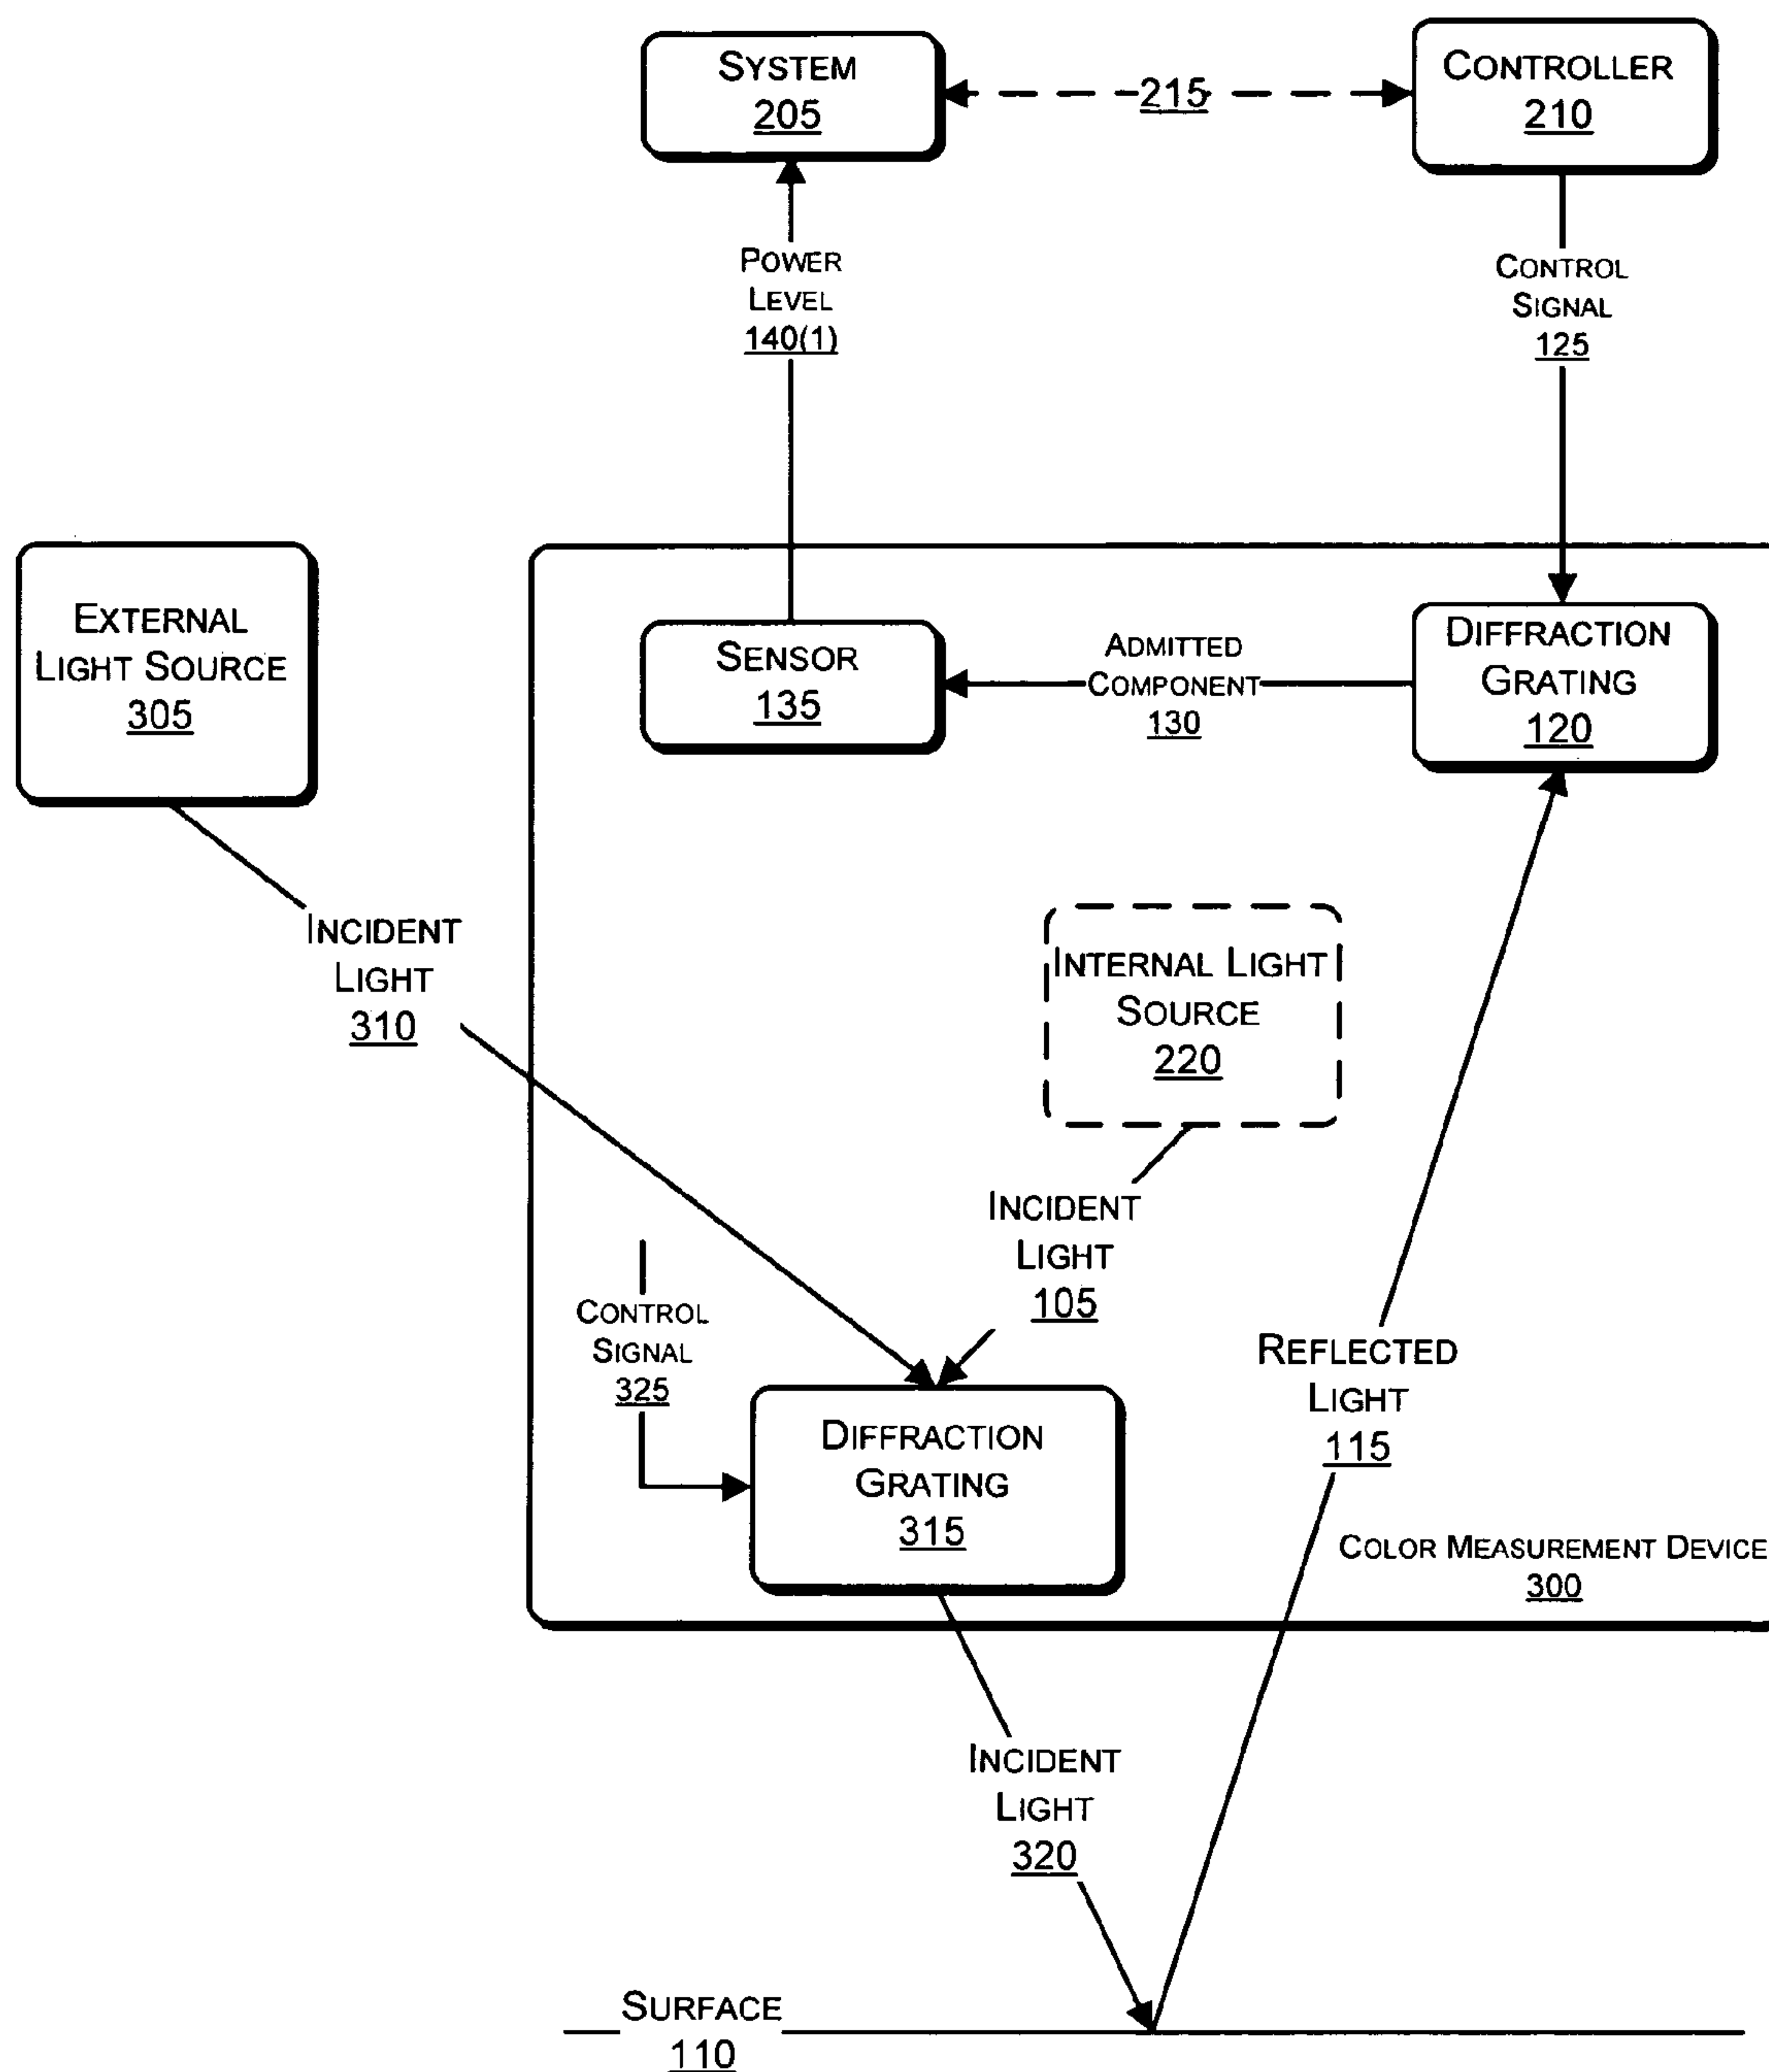 SYSTEM
205
215
CONTROLLER
210
POWER
LEVEL
140(1)
CONTROL
SIGNAL
125
EXTERNAL
LIGHT SOURCE
305
SENSOR
135
ADMITTED
COMPONENT
130
DIFFRACTION
GRATING
120
INCIDENT
LIGHT
310
INTERNAL LIGHT
SOURCE
220
INCIDENT
LIGHT
105
CONTROL
SIGNAL
325
REFLECTED
LIGHT
115
DIFFRACTION
GRATING
315
COLOR MEASUREMENT DEVICE
300
INCIDENT
LIGHT
320
SURFACE
110